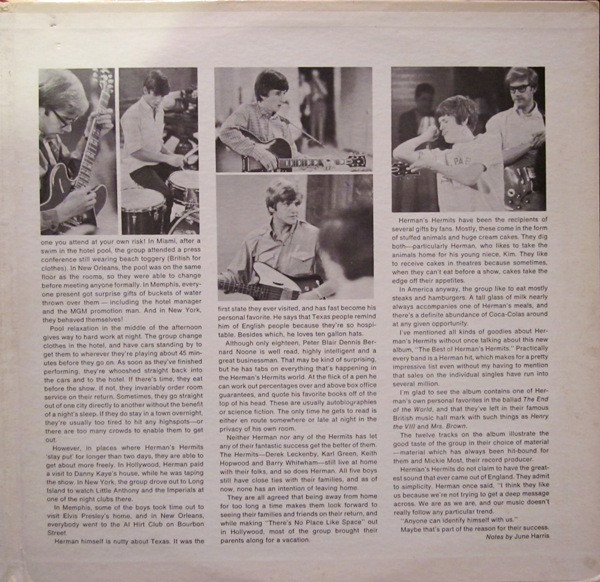 one you attend at your own risk! In Miami, after a
swim in the hotel pool, the group attended a press
conference still wearing beach toggery (British for
clothes). In New Orleans, the pool was on the same
floor as the rooms, so they were able to change
before meeting anyone formally. In Memphis, every-
one present got surprise gifts of buckets of water
thrown over them — including the hotel manager
and the MGM promotion man. And in New York,
they behaved themselves!
Pool relaxation in the middle of the afternoon
gives way to hard work at night. The group change
clothes in the hotel, and have cars standing by to
get them to wherever they're playing about 45 min-
utes before they go on. As soon as they've finished
performing, they're whooshed straight back into
the cars and to the hotel. If there's time, they eat
before the show. If not, they invariably order room
service on their return. Sometimes, they go straight
out of one city directly to another without the benefit
of a night's sleep. If they do stay in a town overnight,
they're usually too tired to hit any highspots—or
there are too many crowds to enable them to get
out.
However, in places where Herman's Hermits
'stay put' for longer than two days, they are able to
get about more freely. In Hollywood, Herman paid
a visit to Danny Kaye's house, while he was taping
the show. In New York, the group drove out to Long
Island to watch Little Anthony and the Imperials at
one of the night clubs there.
In Memphis, some of the boys took time out to
visit Elvis Presley's home, and in New Orleans,
everybody went to the Al Hirt Club on Bourbon
Street.
Herman himself is nutty about Texas. It was the
first state they ever visited, and has fast become his
personal favorite. He says that Texas people remind
him of English people because they're so hospi-
table. Besides which, he loves ten gallon hats.
Although only eighteen, Peter Blair Dennis Ber-
nard Noone is well read, highly intelligent and a
great businessman. That may be kind of surprising,
but he has tabs on everything that's happening in
the Herman's Hermits world. At the flick of a pen he
can work out percentages over and above box office
guarantees, and quote his favorite books off of the
top of his head. These are usually autobiographies
or science fiction. The only time he gets to read is
either en route somewhere or late at night in the
privacy of his own room.
Neither Herman nor any of the Hermits has let
any of their fantastic success get the better of them.
The Hermits—Derek Leckenby, Karl Green, Keith
Hopwood and Barry Whitwham—still live at home
with their folks, and so does Herman. All five boys
still have close ties with their families, and as of
now, none has an intention of leaving home.
They are all agreed that being away from home
for too long a time makes them look forward to
seeing their families and friends on their return, and
while making "There's No Place Like Space" out
in Hollywood, most of the group brought their
parents along for a vacation.
Herman's Hermits have been the recipients of
several gifts by fans. Mostly, these come in the form
of stuffed animals and huge cream cakes. They dig
both—particularly Herman, who likes to take the
animals home for his young niece, Kim. They like
to receive cakes in theatres because sometimes,
when they can't eat before a show, cakes take the
edge off their appetites.
In America anyway, the group like to eat mostly
steaks and hamburgers. A tall glass of milk nearly
always accompanies one of Herman's meals, and
there's a definite abundance of Coca-Colas around
at any given opportunity.
I've mentioned all kinds of goodies about Her-
man's Hermits without once talking about this new
album, "The Best of Herman's Hermits." Practically
every band is a Herman hit, which makes for a pretty
impressive list even without my having to mention
that sales on the individual singles have run into
several million.
I'm glad to see the album contains one of Her-
man's own personal favorites in the ballad The End
of the World, and that they've left in their famous
British music hall mark with such things as Henry
the VIII and Mrs. Brown.
The twelve tracks on the album illustrate the
good taste of the group in their choice of material
—material which has always been hit-bound for
them and Mickie Most, their record producer.
Herman's Hermits do not claim to have the great-
est sound that ever came out of England. They admit
to simplicity. Herman once said, "I think they like
us because we're not trying to get a deep message
across. We are as we are, and our music doesn't
really follow any particular trend.
"Anyone can identify himself with us."
Maybe that's part of the reason for their success.
Notes by June Harris